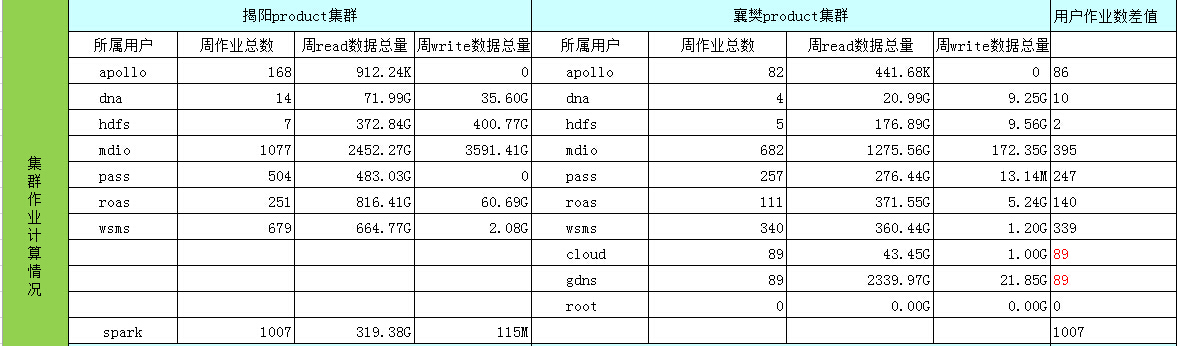 揭阳product集群 襄樊product集群 用户作业数差值
所属用户 周作业总数 周read数据总量 周write数据总量 所属用户 周作业总数 周read数据总量 周write数据总量
apollo 168 912.24K 0 apollo 82 441.68K 0 86
dna 14 71.99G 35.60G dna 4 20.99G 9.25G 10
hdfs 7 372.84G 400.77G hdfs 5 176.89G 9.56G 2
mdio 1077 2452.27G 3591.41G mdio 682 1275.56G 172.35G 395
pass 504 483.03G 0 pass 257 276.44G 13.14M 247
roas 251 816.41G 60.69G roas 111 371.55G 5.24G 140
wsms 679 664.77G 2.08G wsms 340 360.44G 1.20G 339
cloud 89 43.45G 1.00G 89
gdns 89 2339.97G 21.85G 89
root 0 0.00G 0.00G 0
spark 1007 319.38G 115M 1007
集群作业计算情况